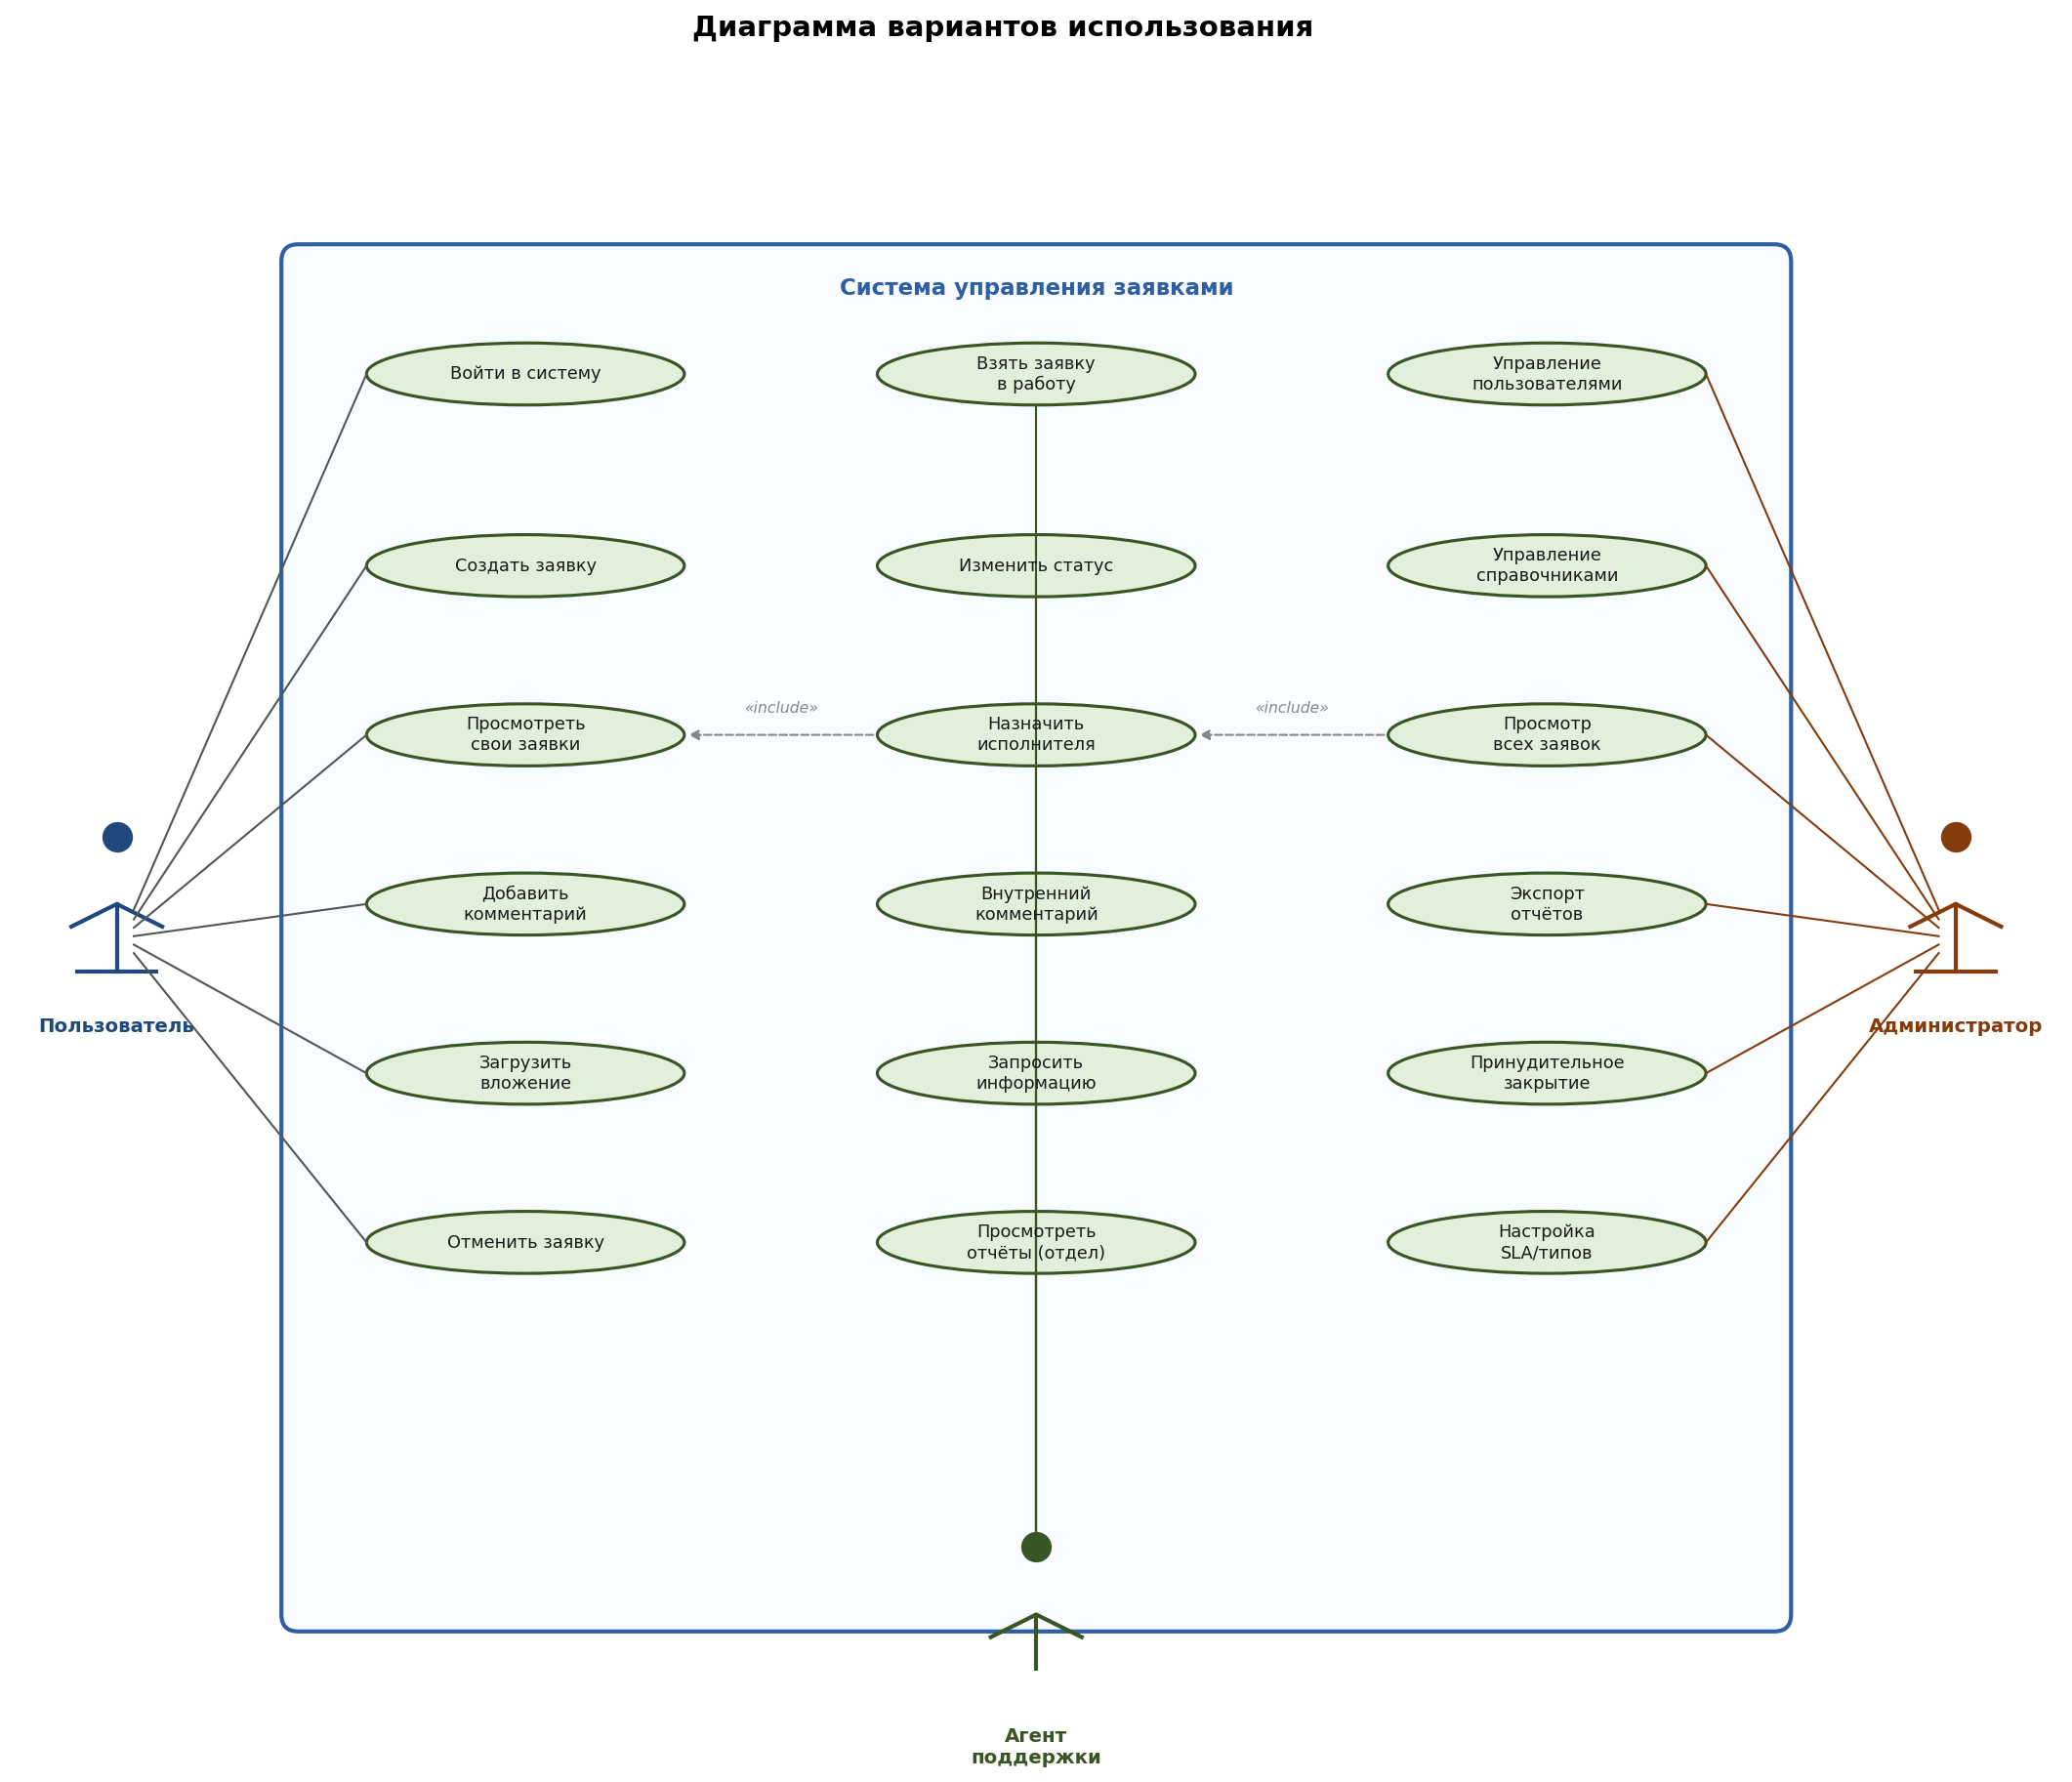 Диаграмма вариантов использования
Система управления заявками
Войти в систему
Взять заявку
в работу
Управление
пользователями
Создать заявку
Изменить статус
Управление
справочниками
Просмотреть
свои заявки
«include»
Назначить
исполнителя
«include»
Просмотр
всех заявок
Добавить
комментарий
Внутренний
комментарий
Экспорт
отчётов
Пользователь
Администратор
Загрузить
вложение
Запросить
информацию
Принудительное
закрытие
Отменить заявку
Просмотреть
отчёты (отдел)
Настройка
SLA/типов
Агент
поддержки